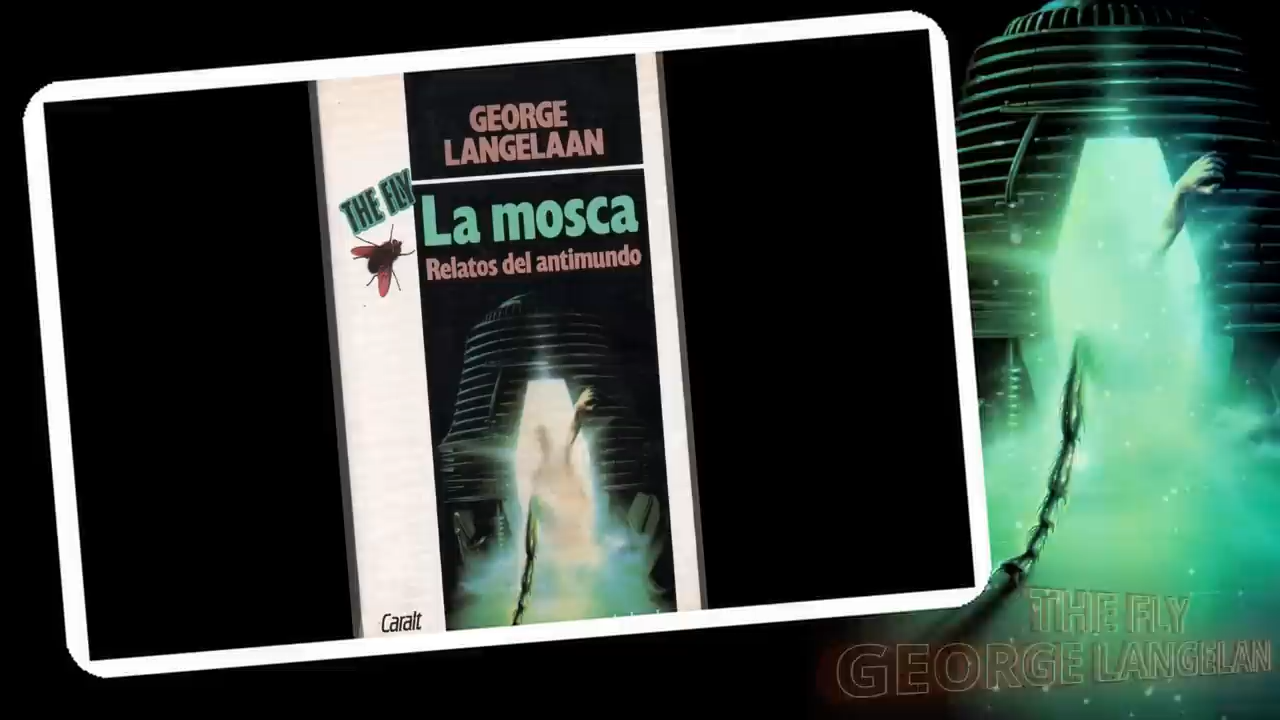 GEORGE
LANGELAAN
THE FLY
La mosca
Relatos del antimundo
Caralt
THE FLY
GEORGE LANGELAN